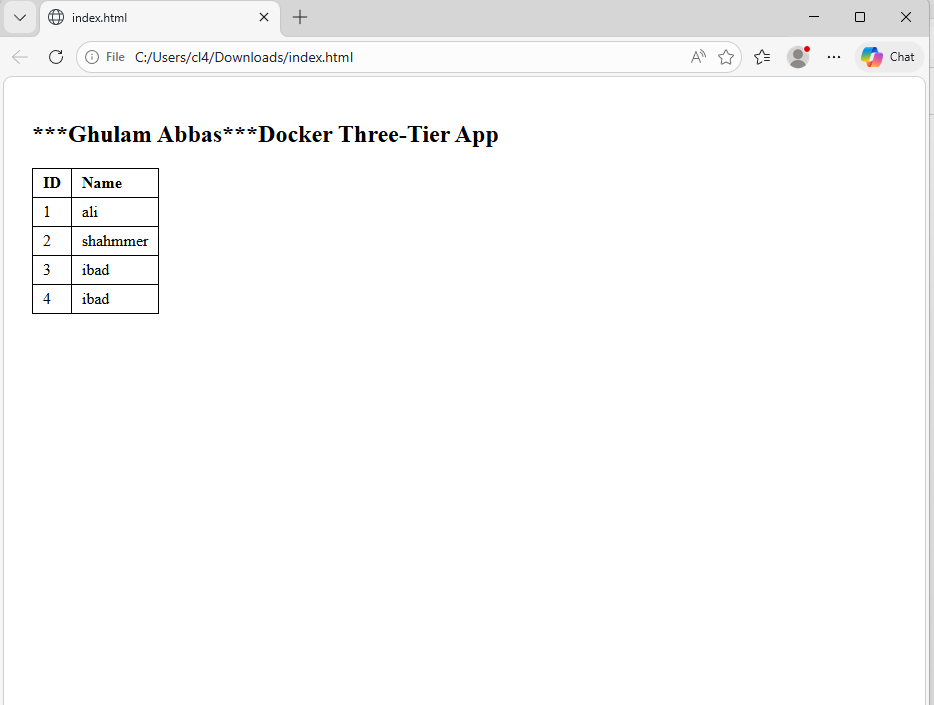 index.html
File C:/Users/cl4/Downloads/index.html
Chat
***Ghulam Abbas***Docker Three-Tier App
ID Name
1 ali
2 shahmmer
3 ibad
4 ibad